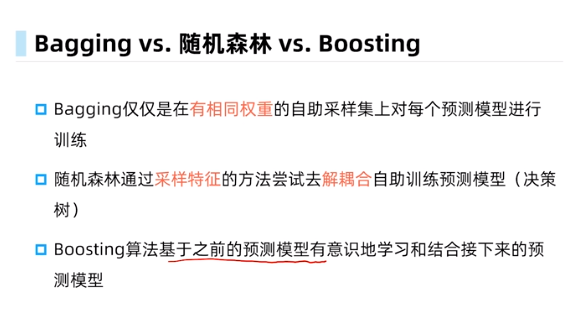 Bagging vs. 随机森林 vs. Boosting
Bagging仅仅是在有相同权重的自助采样集上对每个预测模型进行
训练
随机森林通过采样特征的方法尝试去解耦合自助训练预测模型（决策
树）
Boosting算法基于之前的预测模型有意识地学习和结合接下来的预
测模型